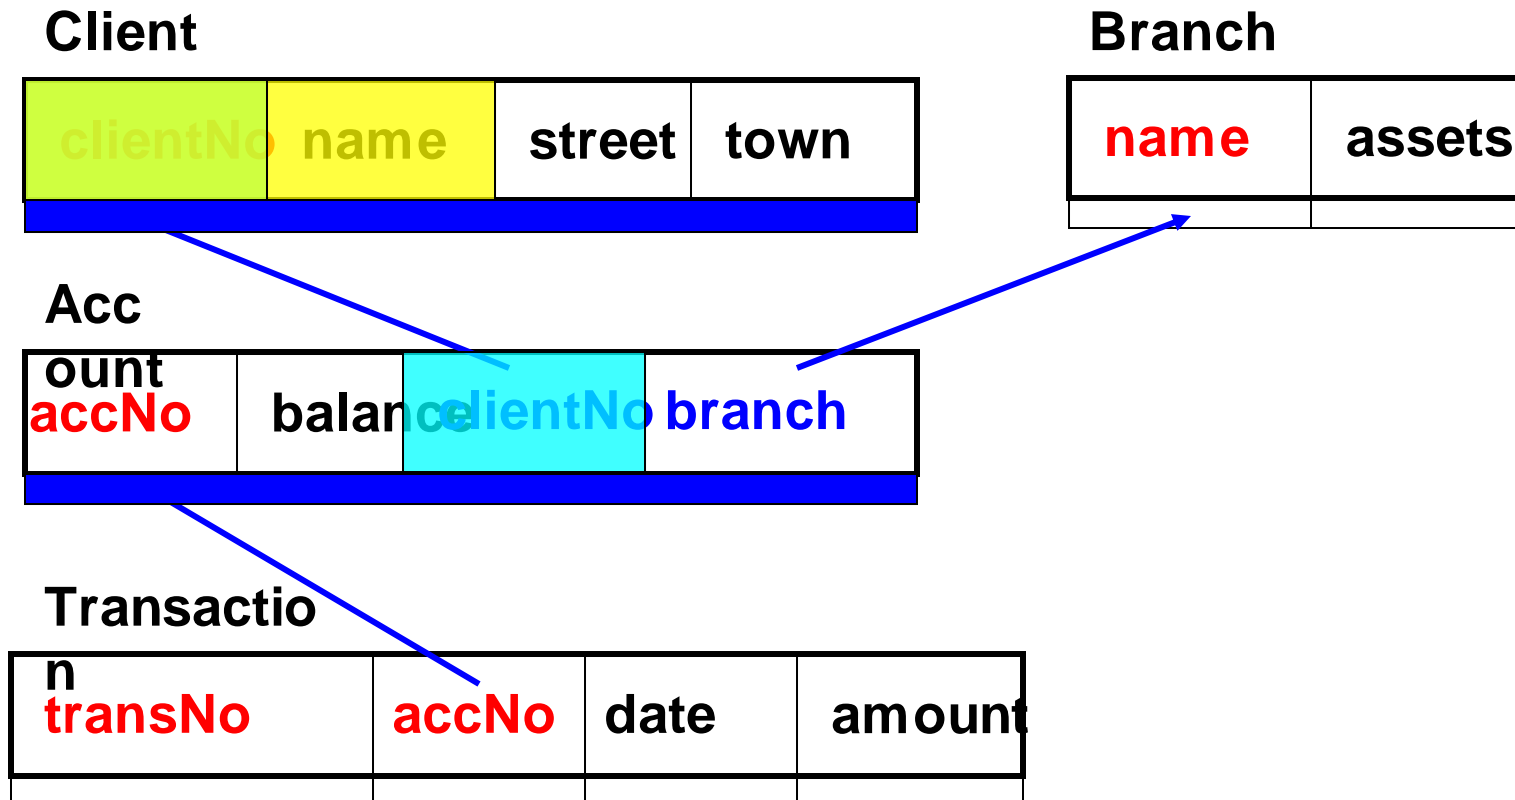 Client
Branch
clientNo name street town
name assets
Acc
ount
accNo balance clientNo branch
Transactio
n
transNo accNo date amount